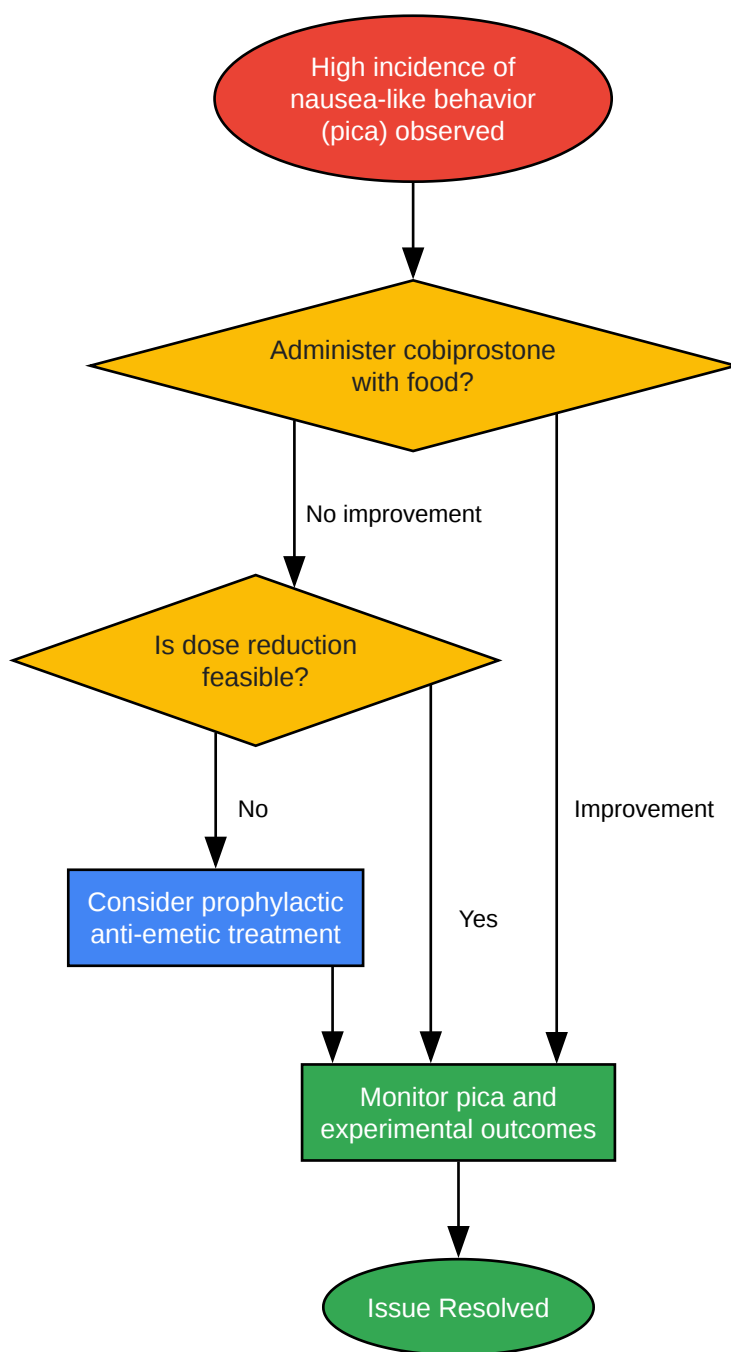 High incidence of
nausea-like behavior
(pica) observed
Administer cobiprostone
with food?
No improvement
Is dose reduction
feasible?
No
Improvement
Consider prophylactic
anti-emetic treatment
Yes
Monitor pica and
experimental outcomes
Issue Resolved